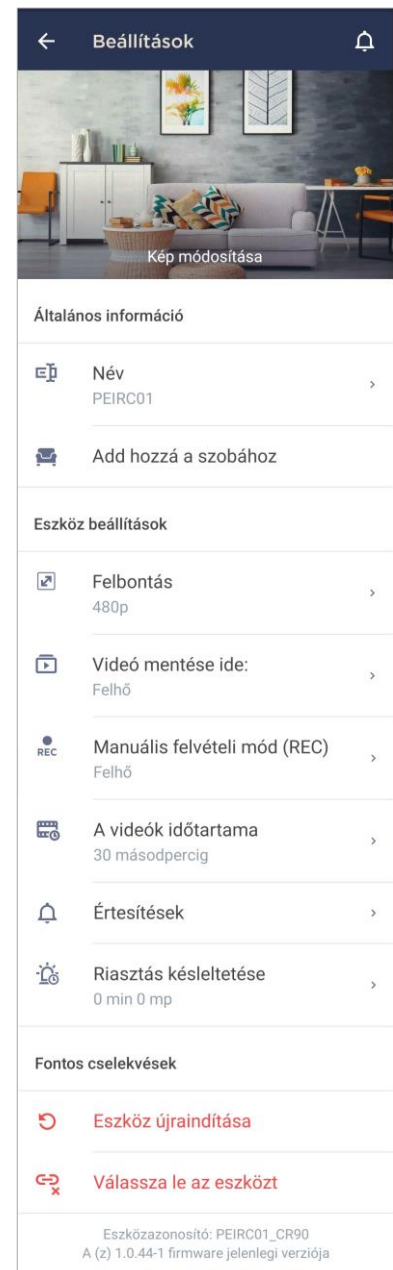 Beállítások
Kép módosítása
Általános információ
Név
PEIRC01
Add hozzá a szobához
Eszköz beállítások
Felbontás
480p
Videó mentése ide:
Felhő
REC
Manuális felvételi mód (REC)
Felhő
A videók időtartama
30 másodpercig
Értesítések
Riasztás késleltetése
0 min 0 mp
Fontos cselekvések
Eszköz újraindítása
Válassza le az eszközt
Eszközazonosító: PEIRC01_CR90
A (z) 1.0.44-1 firmware jelenlegi verziója